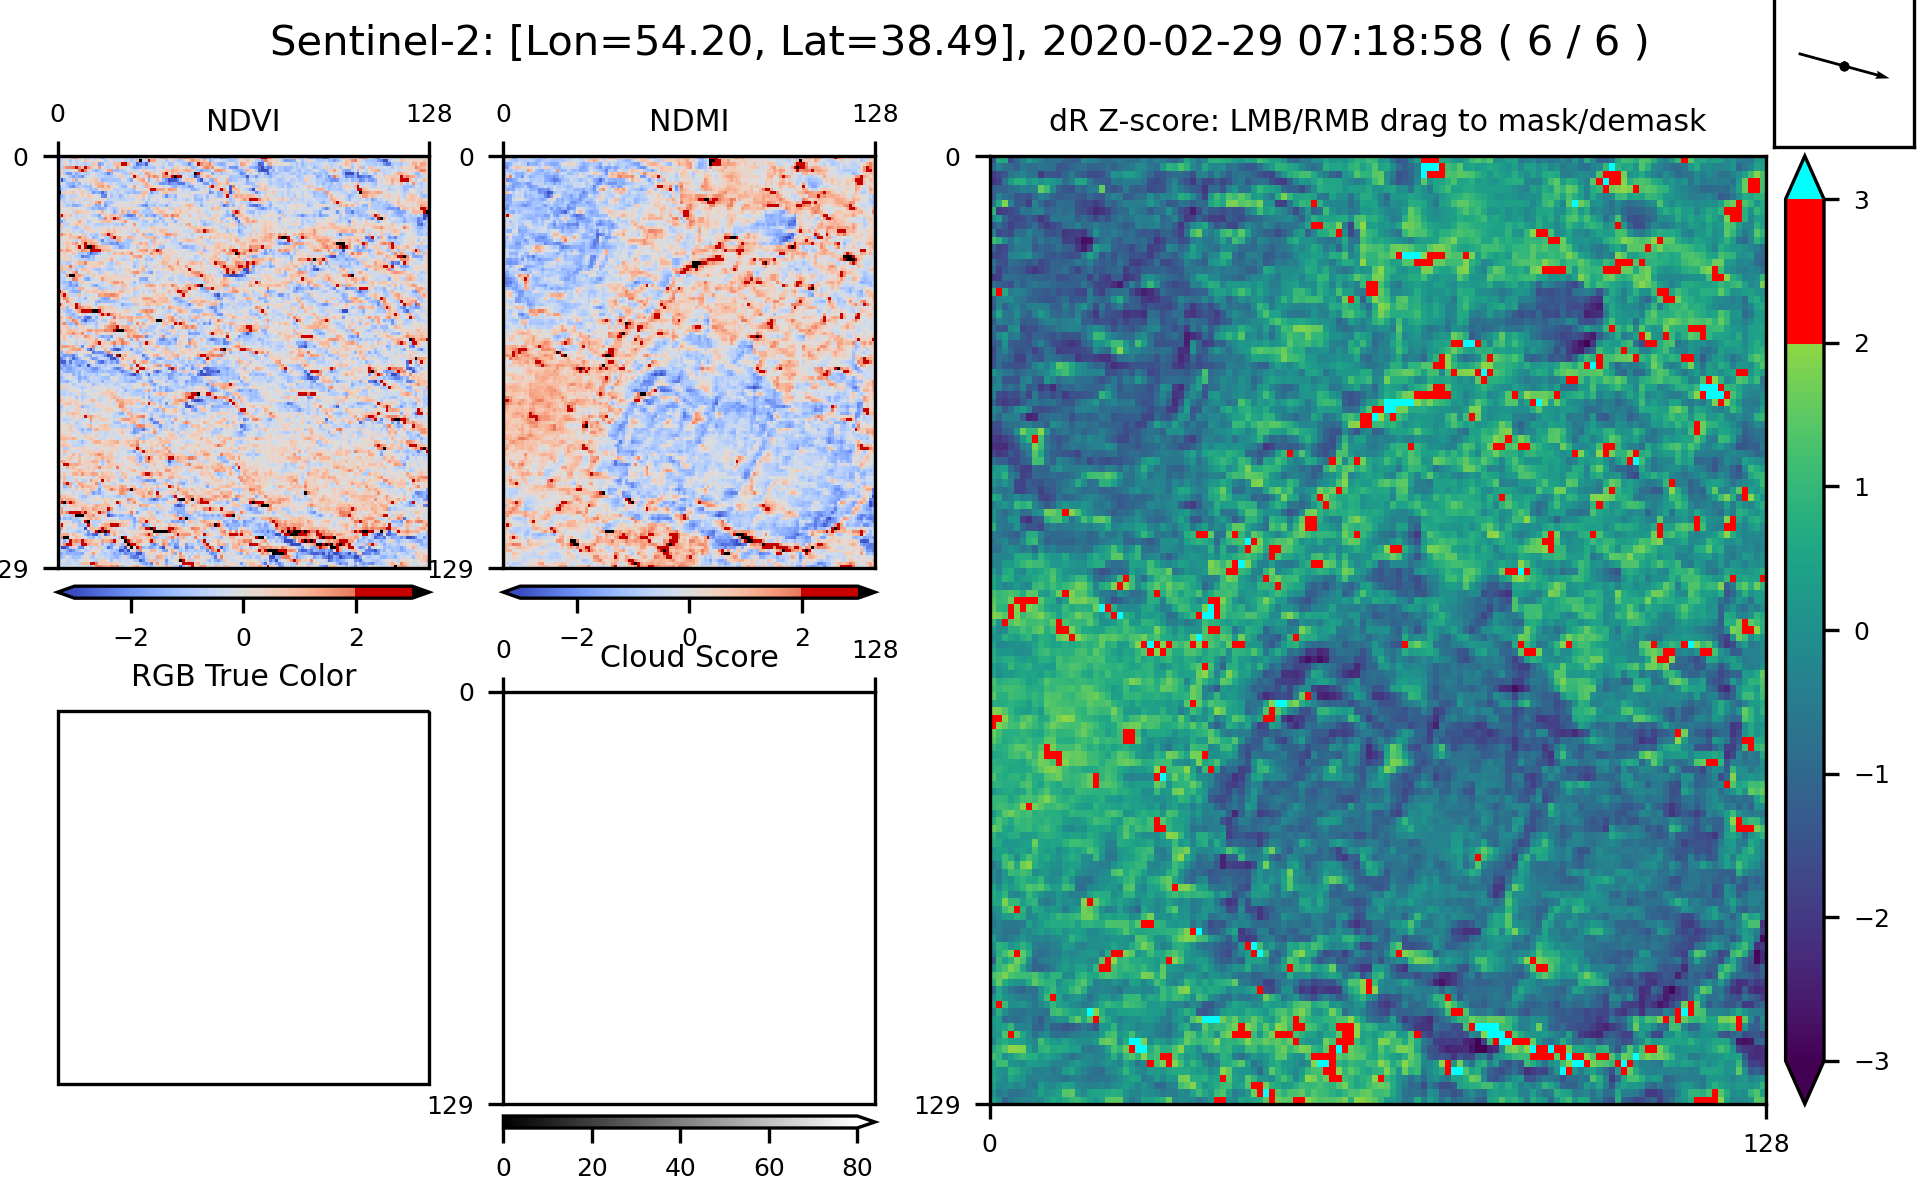 Sentinel-2: [Lon=54.20, Lat=38.49], 2020-02-29 07:18:58 ( 6 / 6 )
0 NDVI 128
0 NDMI 128
dR Z-score: LMB/RMB drag to mask/demask
0
0
0
3
2
1
0
−1
−2
−3
29
129
−2 0 2
−2 0 2
RGB True Color
0 Cloud Score 128
0
129
129
0 20 40 60 80
0 128